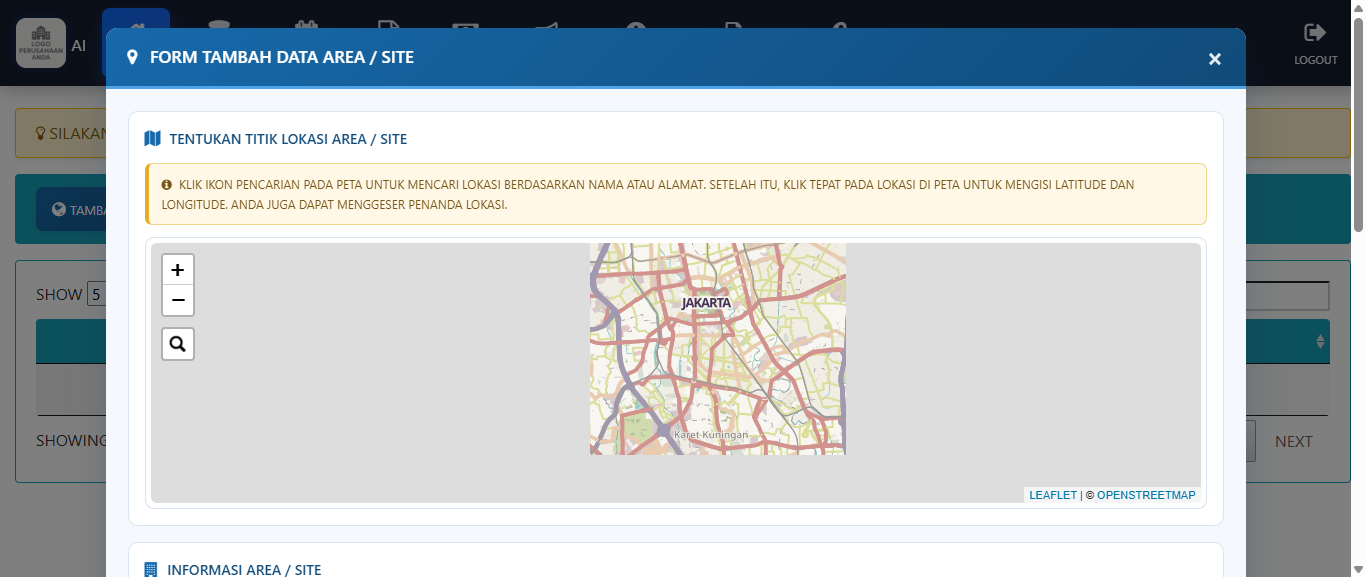 LOGO
PERUSAHAAN
ANDA
AI
LOGOUT
FORM TAMBAH DATA AREA / SITE
SILAKAN
TENTUKAN TITIK LOKASI AREA / SITE
KLIK IKON PENCARIAN PADA PETA UNTUK MENCARI LOKASI BERDASARKAN NAMA ATAU ALAMAT. SETELAH ITU, KLIK TEPAT PADA LOKASI DI PETA UNTUK MENGISI LATITUDE DAN
LONGITUDE. ANDA JUGA DAPAT MENGGESER PENANDA LOKASI.
TAMBA
+
−
SHOW 5
JAKARTA
Karet Kuningan
SHOWING
NEXT
LEAFLET | © OPENSTREETMAP
INFORMASI AREA / SITE